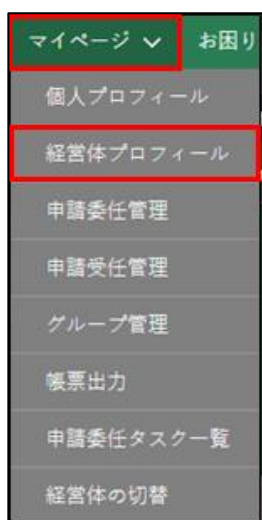 マイページ お困り
個人プロフィール
経営体プロフィール
申請委任管理
申請受任管理
グループ管理
帳票出力
申請委任タスク一覧
経営体の切替